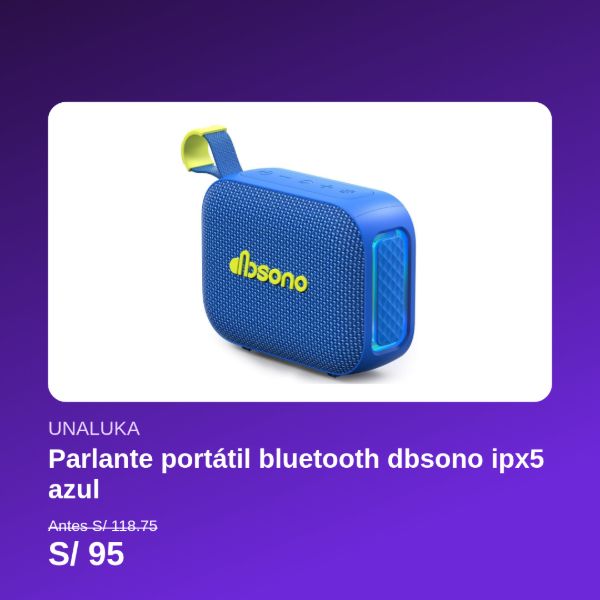 dbsono
UNALUKA
Parlante portátil bluetooth dbsono ipx5
azul
Antes S/ 118.75
S/ 95